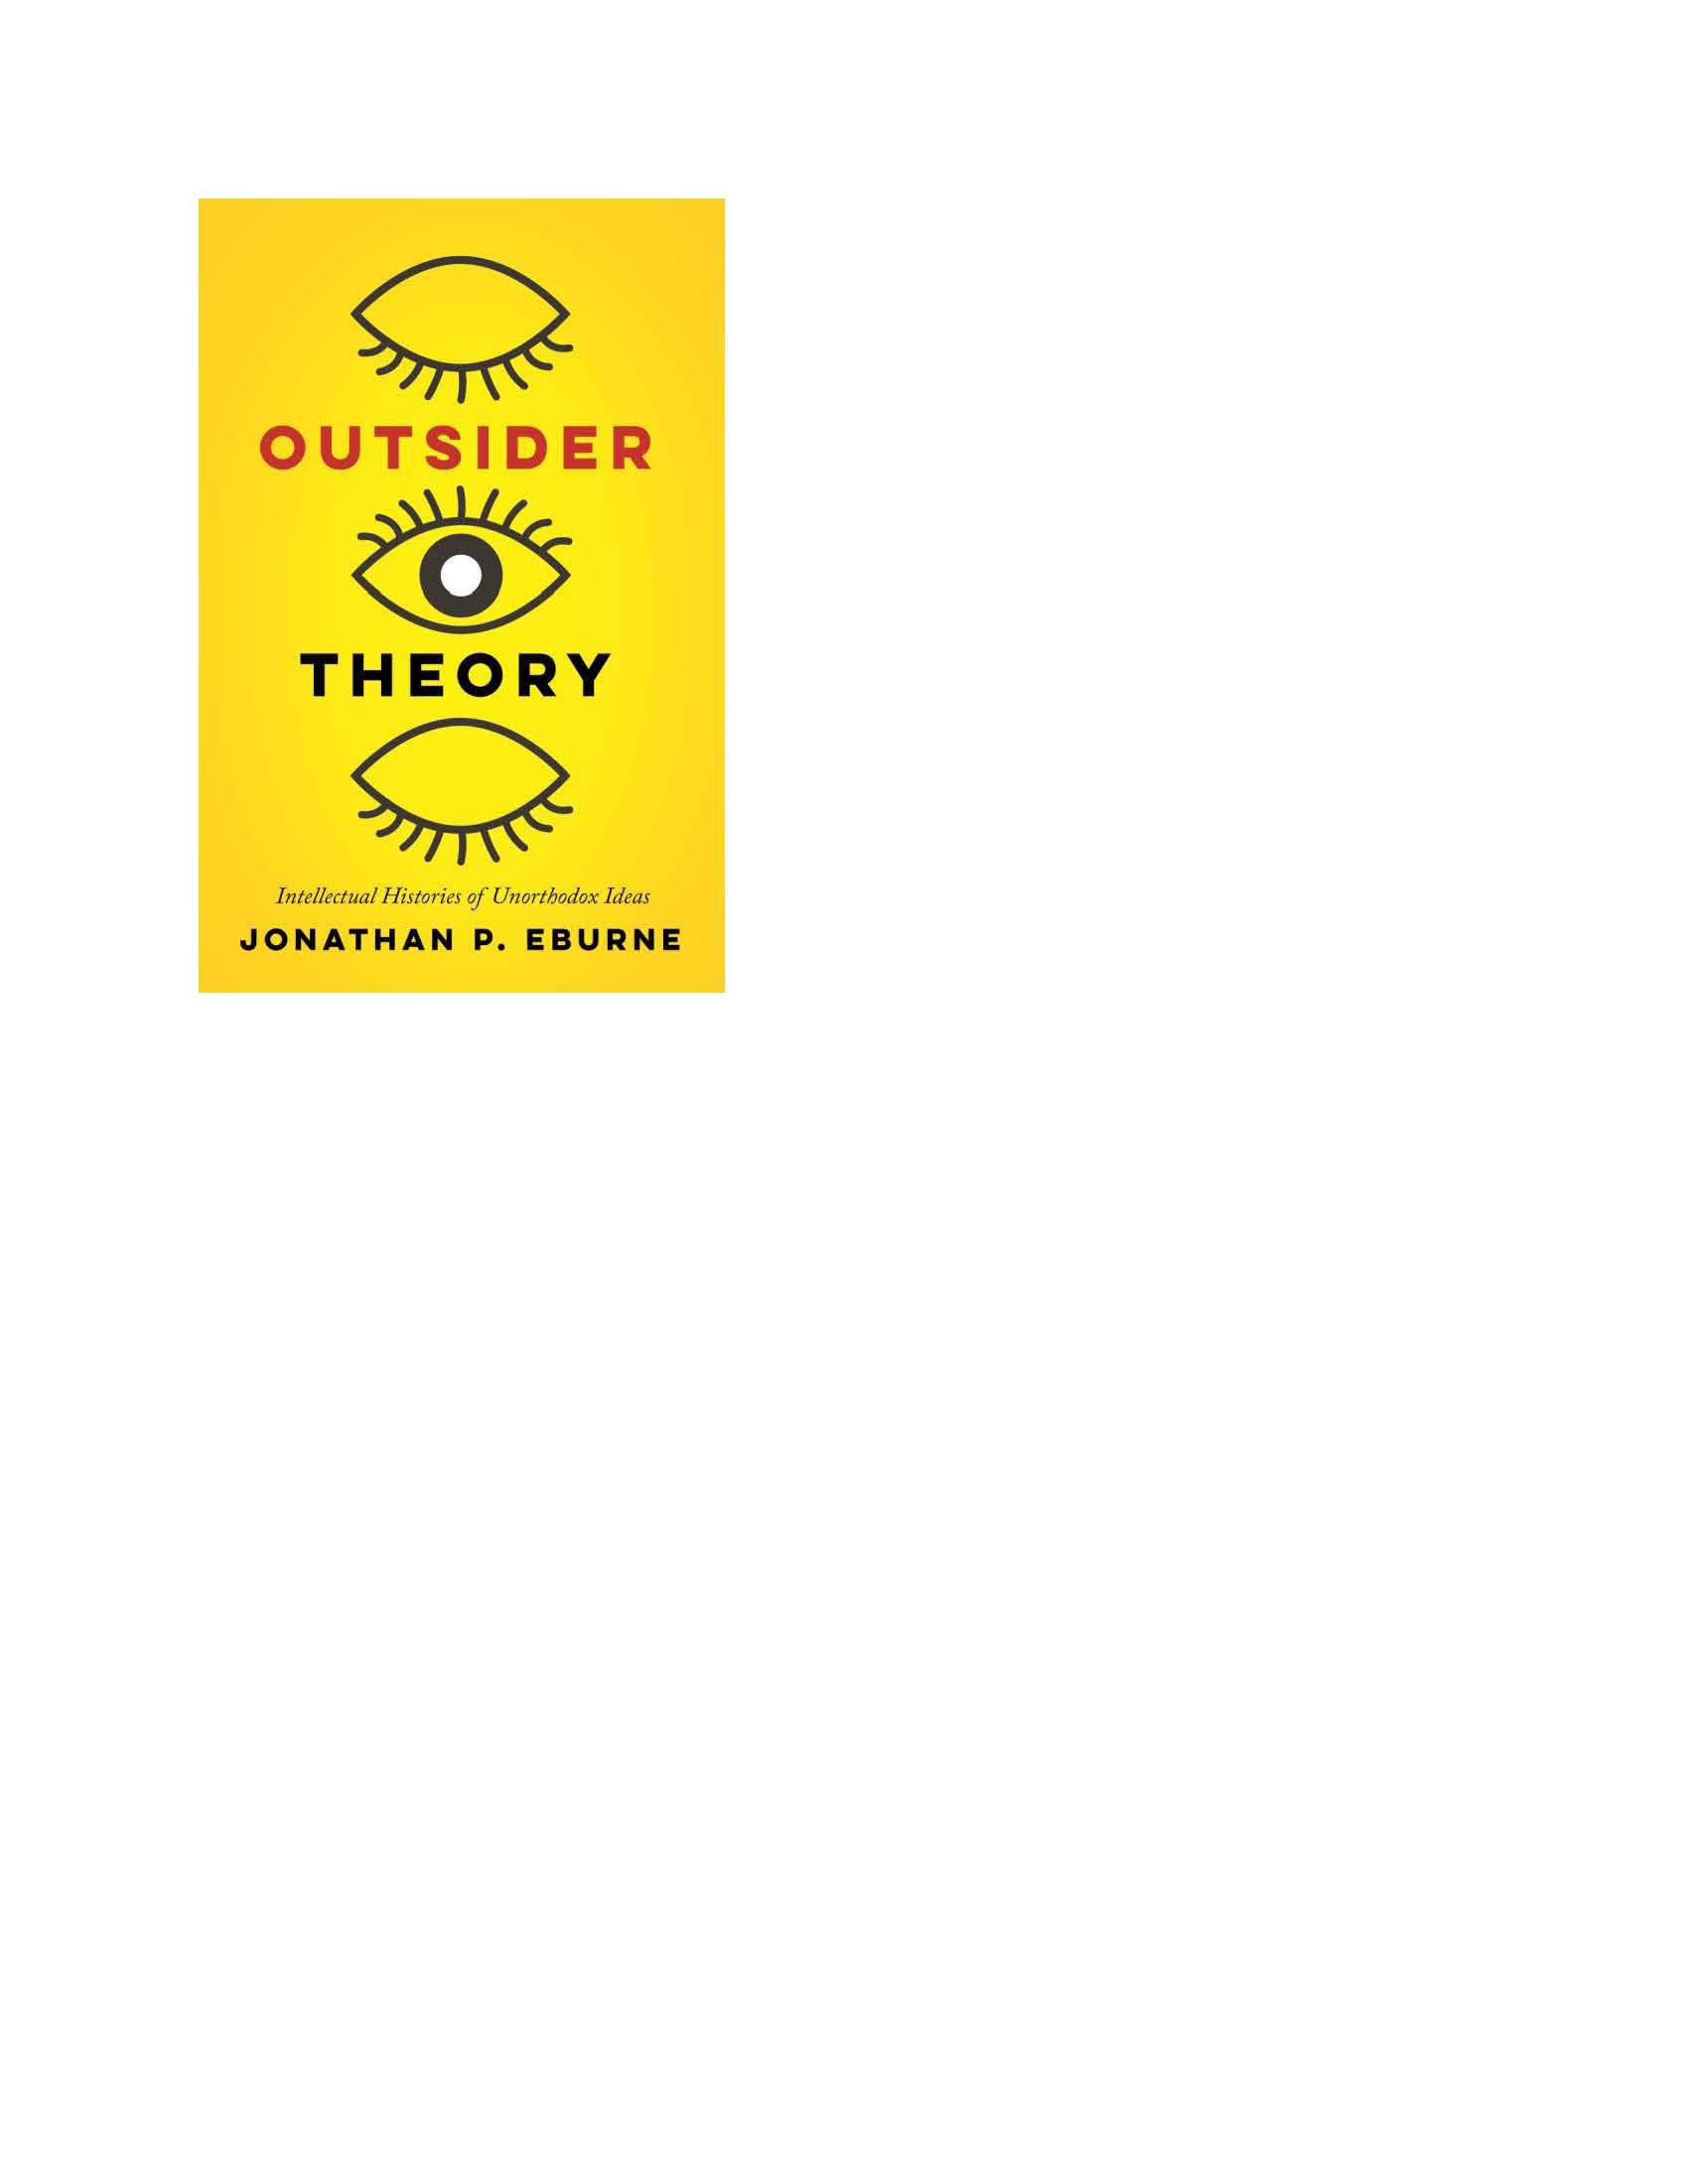 OUTSIDER
THEORY
Intellectual Histories of Unorthodox Ideas
JONATHAN P. EBURNE